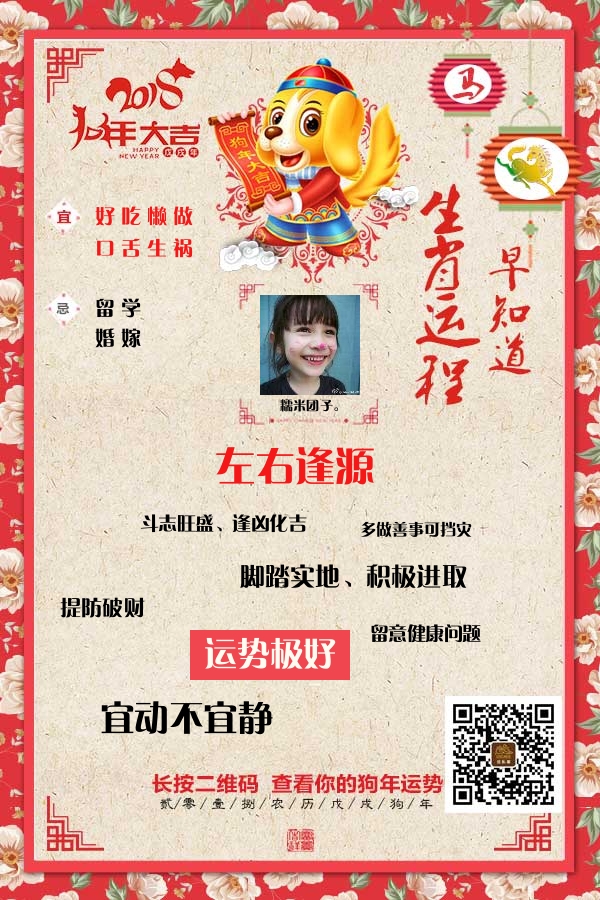 2018
狗年大吉
HAPPY
NEW YEAR
戊戌年
狗年大吉
马
生肖运程
早知道
宜
好吃懒做
口舌生祸
忌
留学
婚嫁
糯米团子。
左右逢源
斗志旺盛、逢凶化吉
多做善事可挡灾
脚踏实地、积极进取
提防破财
留意健康问题
运势极好
宜动不宜静
长按二维码 查看你的狗年运势
贰/零/壹/捌/农/历/戊/戌/狗/年